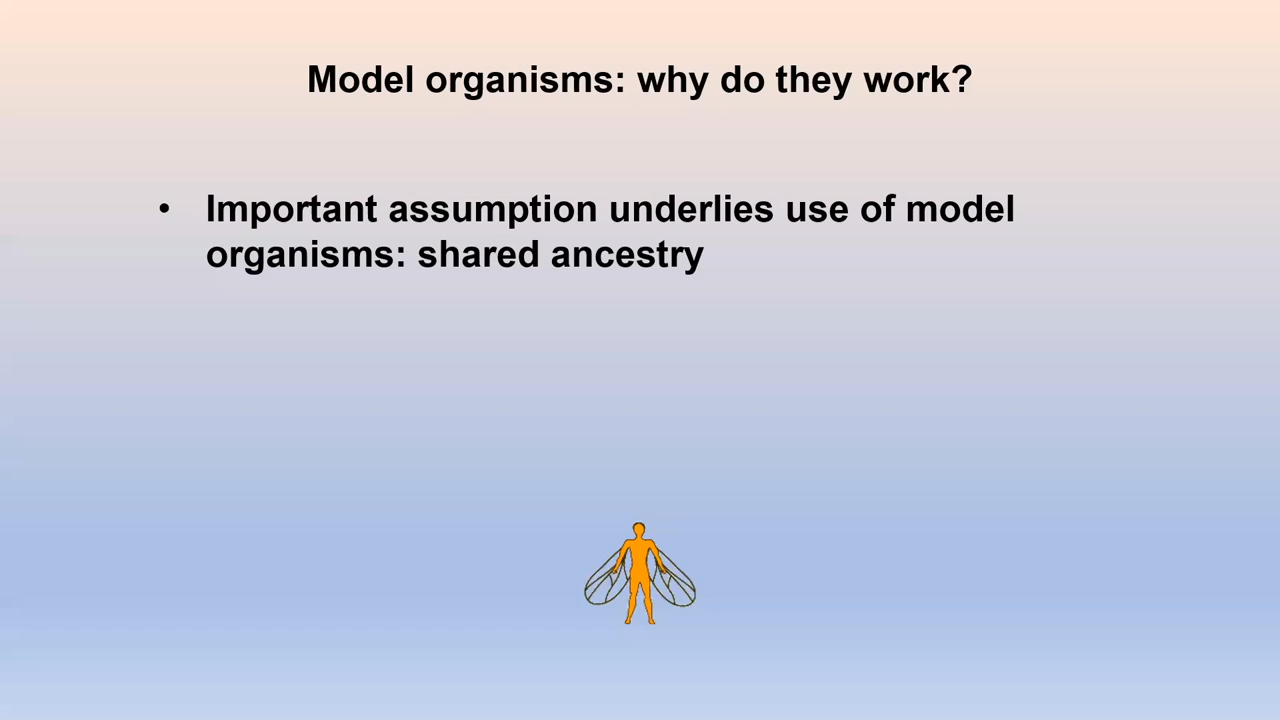 Model organisms: why do they work?
• Important assumption underlies use of model
organisms: shared ancestry